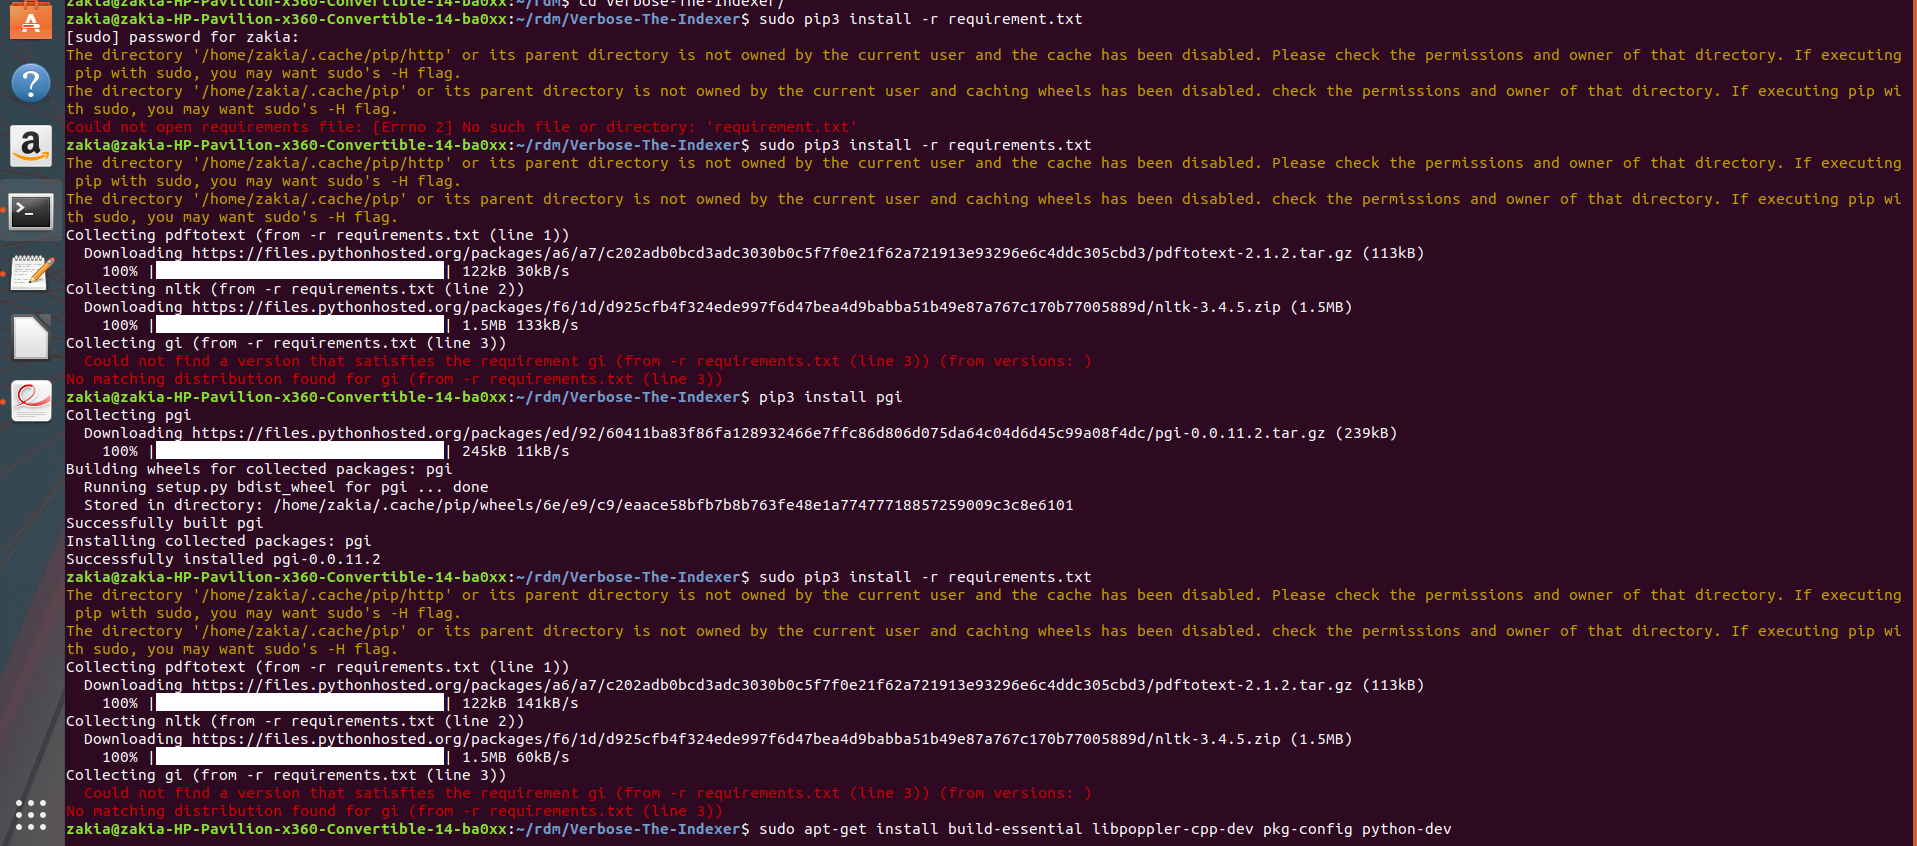 zakia@zakia-HP-Pavilion-x360-Convertible-14-ba0xx:~/rdm$ cd verbose-The-Indexer/
zakia@zakia-HP-Pavilion-x360-Convertible-14-ba0xx:~/rdm/Verbose-The-Indexer$ sudo pip3 install -r requirement.txt
[sudo] password for zakia:
The directory '/home/zakia/.cache/pip/http' or its parent directory is not owned by the current user and the cache has been disabled. Please check the permissions and owner of that directory. If executing
 pip with sudo, you may want sudo's -H flag.
The directory '/home/zakia/.cache/pip' or its parent directory is not owned by the current user and caching wheels has been disabled. check the permissions and owner of that directory. If executing pip wi
th sudo, you may want sudo's -H flag.
Could not open requirements file: [Errno 2] No such file or directory: 'requirement.txt'
zakia@zakia-HP-Pavilion-x360-Convertible-14-ba0xx:~/rdm/Verbose-The-Indexer$ sudo pip3 install -r requirements.txt
The directory '/home/zakia/.cache/pip/http' or its parent directory is not owned by the current user and the cache has been disabled. Please check the permissions and owner of that directory. If executing
 pip with sudo, you may want sudo's -H flag.
The directory '/home/zakia/.cache/pip' or its parent directory is not owned by the current user and caching wheels has been disabled. check the permissions and owner of that directory. If executing pip wi
th sudo, you may want sudo's -H flag.
Collecting pdftotext (from -r requirements.txt (line 1))
  Downloading https://files.pythonhosted.org/packages/a6/a7/c202adb0bcd3adc3030b0c5f7f0e21f62a721913e93296e6c4ddc305cbd3/pdftotext-2.1.2.tar.gz (113kB)
    100% || 122kB 30kB/s
Collecting nltk (from -r requirements.txt (line 2))
  Downloading https://files.pythonhosted.org/packages/f6/1d/d925cfb4f324ede997f6d47bea4d9babba51b49e87a767c170b77005889d/nltk-3.4.5.zip (1.5MB)
    100% || 1.5MB 133kB/s
Collecting gi (from -r requirements.txt (line 3))
  Could not find a version that satisfies the requirement gi (from -r requirements.txt (line 3)) (from versions: )
No matching distribution found for gi (from -r requirements.txt (line 3))
zakia@zakia-HP-Pavilion-x360-Convertible-14-ba0xx:~/rdm/Verbose-The-Indexer$ pip3 install pgi
Collecting pgi
  Downloading https://files.pythonhosted.org/packages/ed/92/60411ba83f86fa128932466e7ffc86d806d075da64c04d6d45c99a08f4dc/pgi-0.0.11.2.tar.gz (239kB)
    100% || 245kB 11kB/s
Building wheels for collected packages: pgi
  Running setup.py bdist_wheel for pgi ... done
  Stored in directory: /home/zakia/.cache/pip/wheels/6e/e9/c9/eaace58bfb7b8b763fe48e1a77477718857259009c3c8e6101
Successfully built pgi
Installing collected packages: pgi
Successfully installed pgi-0.0.11.2
zakia@zakia-HP-Pavilion-x360-Convertible-14-ba0xx:~/rdm/Verbose-The-Indexer$ sudo pip3 install -r requirements.txt
The directory '/home/zakia/.cache/pip/http' or its parent directory is not owned by the current user and the cache has been disabled. Please check the permissions and owner of that directory. If executing
 pip with sudo, you may want sudo's -H flag.
The directory '/home/zakia/.cache/pip' or its parent directory is not owned by the current user and caching wheels has been disabled. check the permissions and owner of that directory. If executing pip wi
th sudo, you may want sudo's -H flag.
Collecting pdftotext (from -r requirements.txt (line 1))
  Downloading https://files.pythonhosted.org/packages/a6/a7/c202adb0bcd3adc3030b0c5f7f0e21f62a721913e93296e6c4ddc305cbd3/pdftotext-2.1.2.tar.gz (113kB)
    100% || 122kB 141kB/s
Collecting nltk (from -r requirements.txt (line 2))
  Downloading https://files.pythonhosted.org/packages/f6/1d/d925cfb4f324ede997f6d47bea4d9babba51b49e87a767c170b77005889d/nltk-3.4.5.zip (1.5MB)
    100% || 1.5MB 60kB/s
Collecting gi (from -r requirements.txt (line 3))
  Could not find a version that satisfies the requirement gi (from -r requirements.txt (line 3)) (from versions: )
No matching distribution found for gi (from -r requirements.txt (line 3))
zakia@zakia-HP-Pavilion-x360-Convertible-14-ba0xx:~/rdm/Verbose-The-Indexer$ sudo apt-get install build-essential libpoppler-cpp-dev pkg-config python-dev